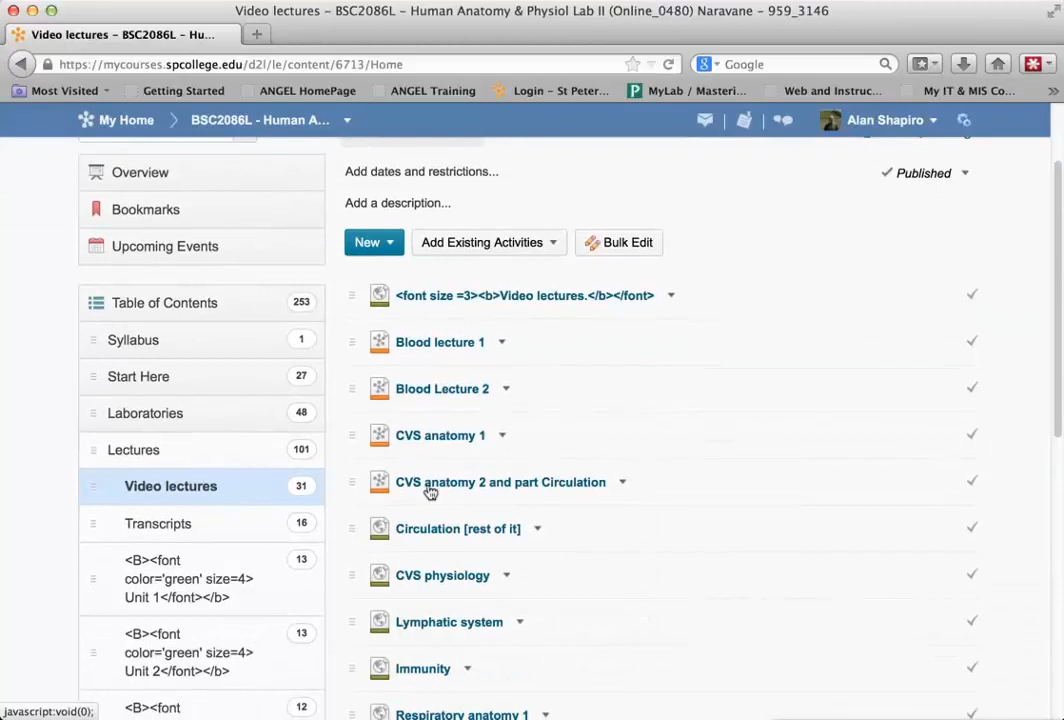 Video lectures – BSC2086L - Human Anatomy & Physiol Lab II (Online_0480) Naravane - 959_3146
Video lectures – BSC2086L - Hu...
https://mycourses.spcollege.edu/d2l/le/content/6713/Home
Google
Most Visited
Getting Started
ANGEL HomePage
ANGEL Training
Login – St Peter...
MyLab / Masteri...
Web and Instruc...
My IT & MIS Co...
My Home
BSC2086L - Human A...
Alan Shapiro
Overview
Bookmarks
Upcoming Events
Table of Contents 253
Syllabus 1
Start Here 27
Laboratories 48
Lectures 101
Video lectures 31
Transcripts 16
<B><font 13
color='green' size=4>
Unit 1</font></b>
<B><font 13
color='green' size=4>
Unit 2</font></b>
<B><font 12
Add dates and restrictions...
Published
Add a description...
New
Add Existing Activities
Bulk Edit
<font size =3><b>Video lectures.</b></font>
Blood lecture 1
Blood Lecture 2
CVS anatomy 1
CVS anatomy 2 and part Circulation
Circulation [rest of it]
CVS physiology
Lymphatic system
Immunity
Respiratory anatomy 1
javascript:void(0);